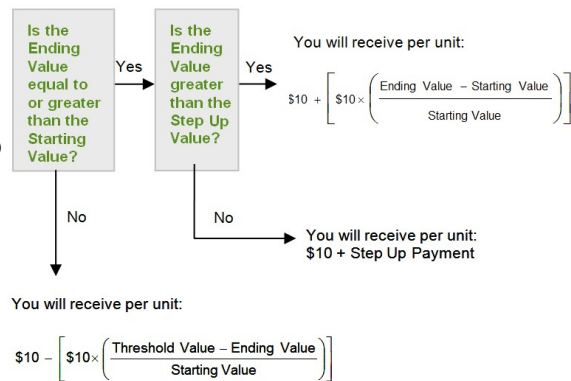 Is the
Ending
Value
equal to
or greater
than the
Starting
Value?
Yes
Is the
Ending
Value
greater
than the
Step Up
Value?
Yes
You will receive per unit:
$10 + [ $10 × ( Ending Value – Starting Value
Starting Value ) ]
No
No
You will receive per unit:
$10 + Step Up Payment
You will receive per unit:
$10 – [ $10× ( Threshold Value – Ending Value
Starting Value ) ]